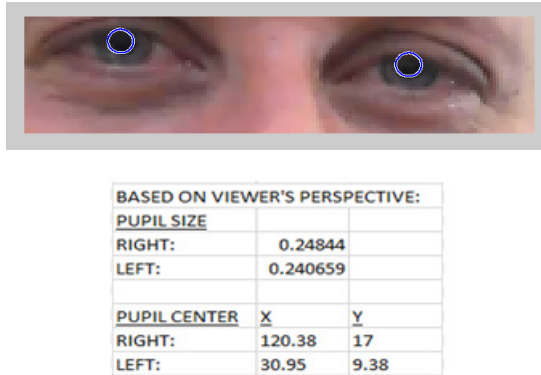 BASED ON VIEWER'S PERSPECTIVE:
PUPIL SIZE
RIGHT: 0.24844
LEFT: 0.240659
PUPIL CENTER X Y
RIGHT: 120.38 17
LEFT: 30.95 9.38